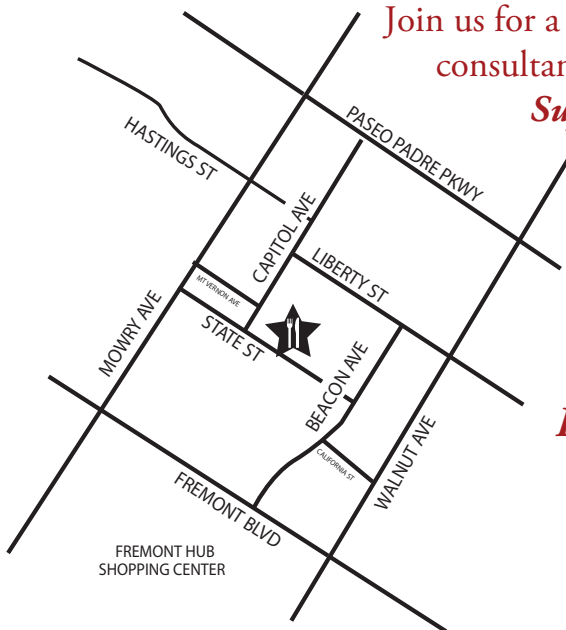 Join us for a
consultan
Su
PASEO PADRE PKWY
HASTINGS ST
CAPITOL AVE
LIBERTY ST
MT VERNON AVE
MOWRY AVE
STATE ST
BEACON AVE
CALIFORNIA ST
WALNUT AVE
FREMONT BLVD
FREMONT HUB
SHOPPING CENTER